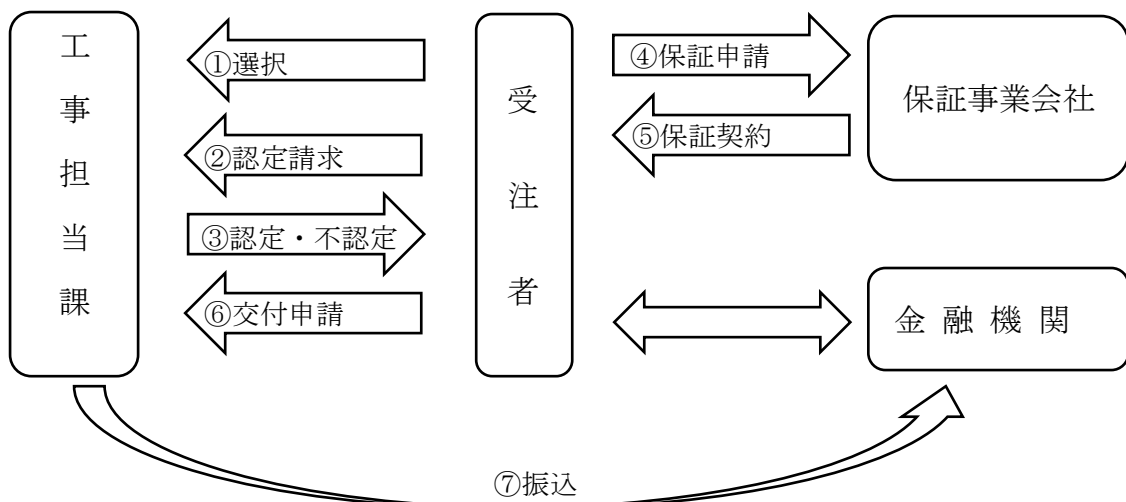 工事担当課
①選択
②認定請求
③認定・不認定
⑥交付申請
受注者
④保証申請
⑤保証契約
保証事業会社
金融機関
⑦振込